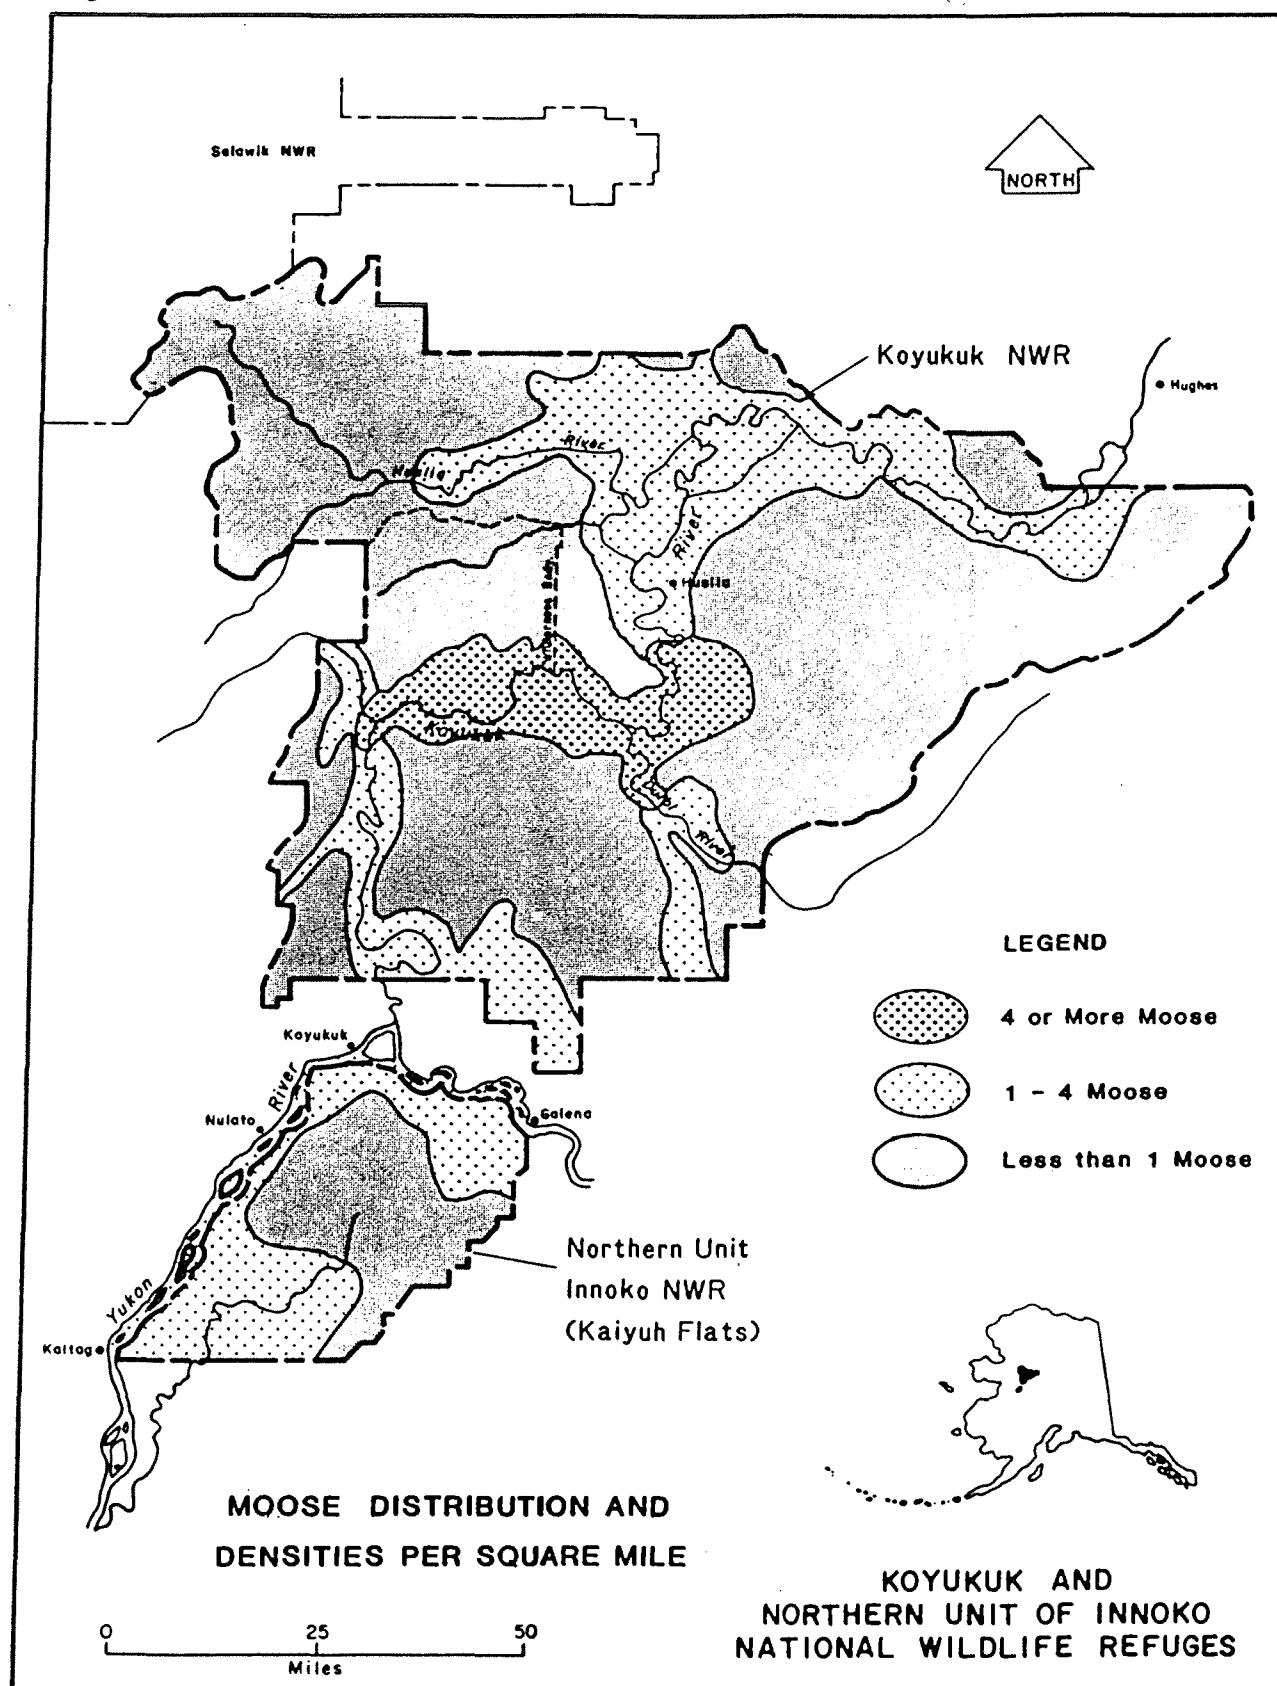 Selawik NWR
NORTH
Koyukuk NWR
Hughes
Huslia
River
River
Huslia
Koyukuk
River
LEGEND
4 or More Moose
1 - 4 Moose
Less than 1 Moose
Koyukuk
River
Nulato
Galena
Yukon
Kaltag
Northern Unit
Innoko NWR
(Kaiyuh Flats)
MOOSE DISTRIBUTION AND
DENSITIES PER SQUARE MILE
0 25 50
Miles
KOYUKUK AND
NORTHERN UNIT OF INNOKO
NATIONAL WILDLIFE REFUGES